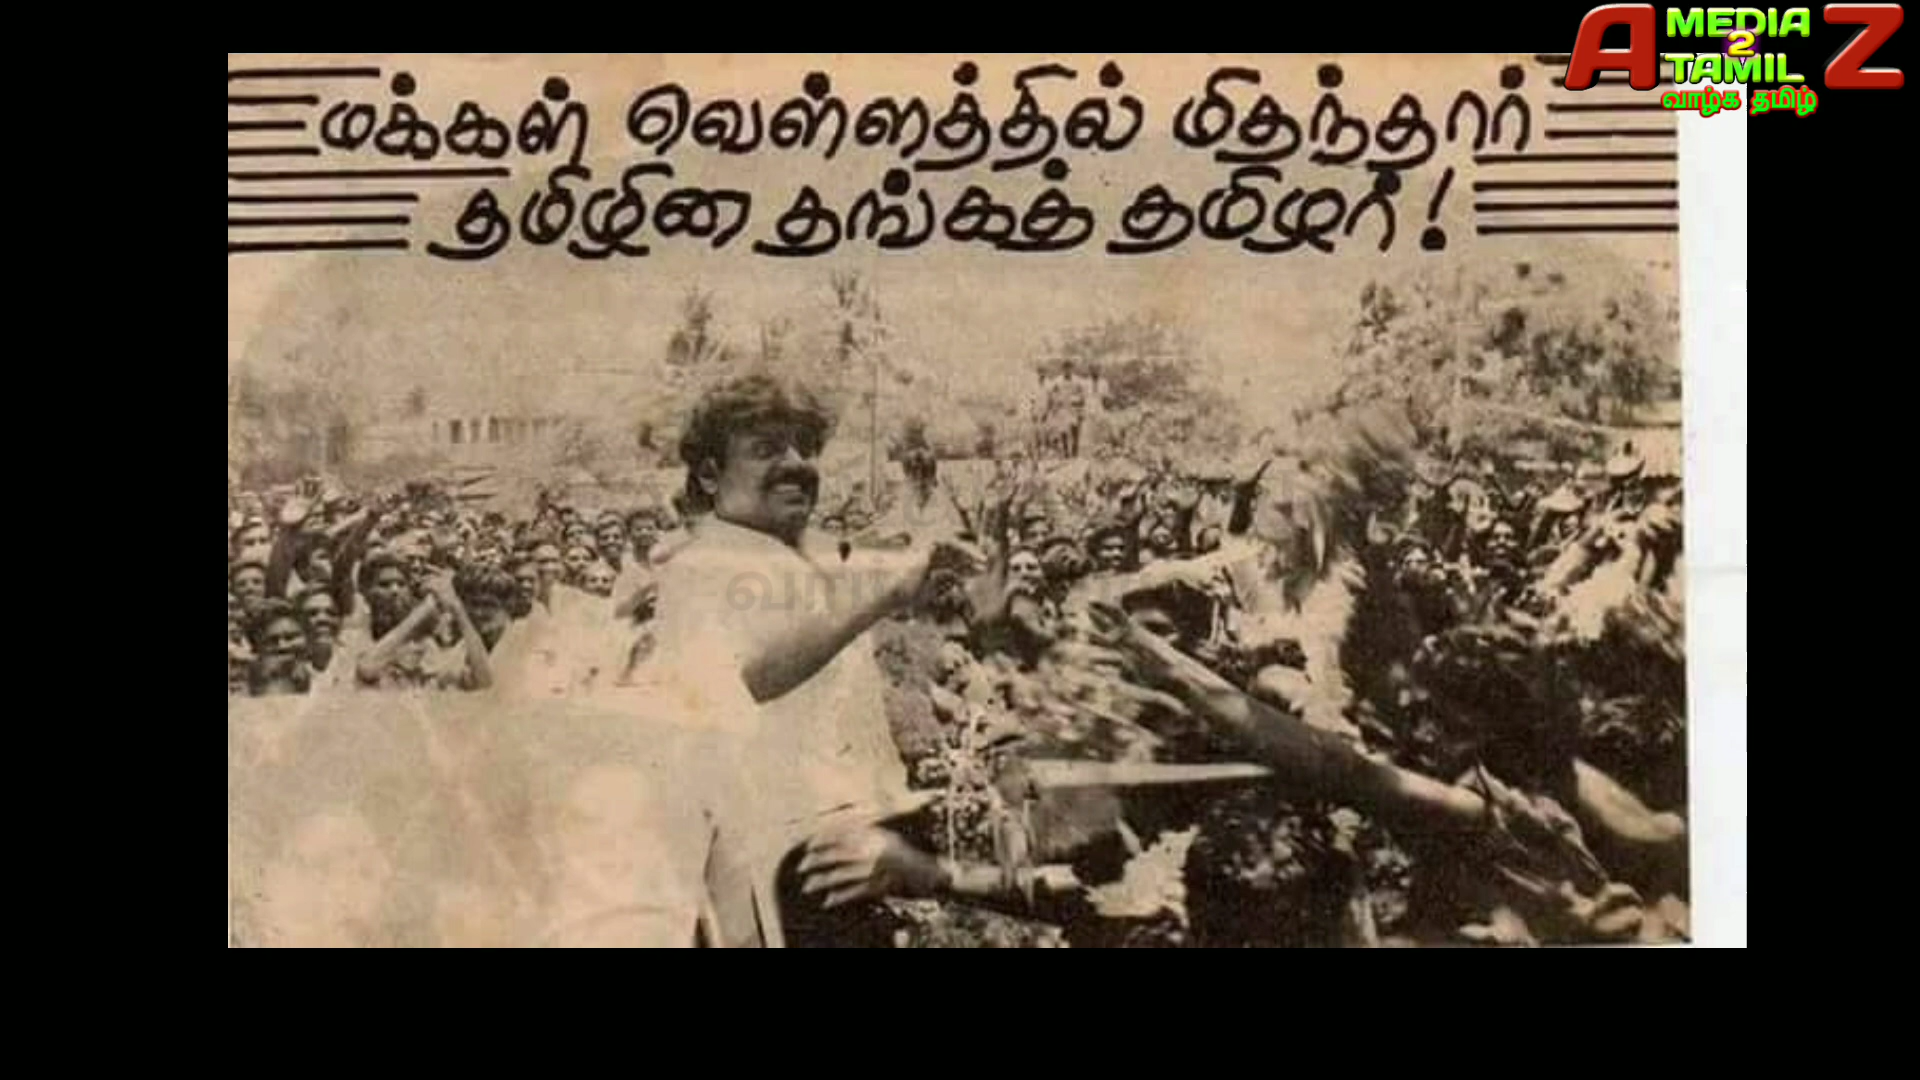 A MEDIA 2 TAMIL Z
வாழ்க தமிழ்
மக்கள் வெள்ளத்தில் மிதந்தார்
தமிழின தங்கத் தமிழர்!